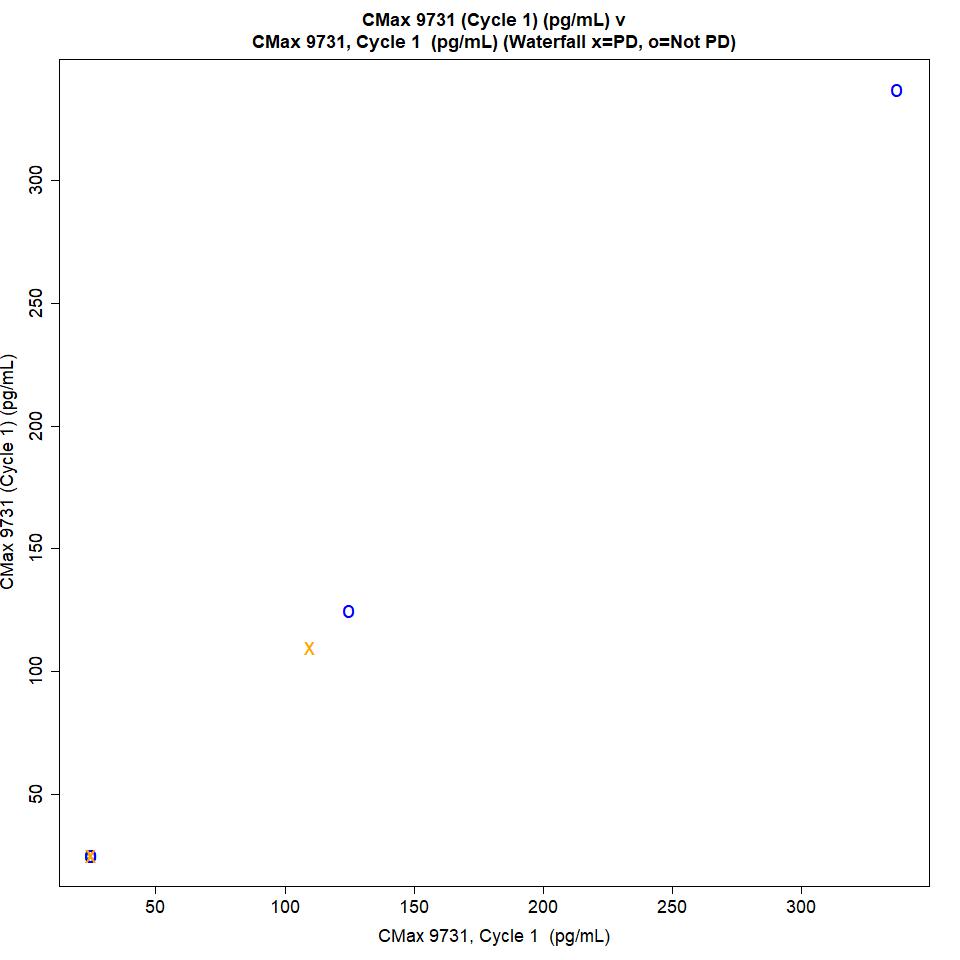 CMax 9731 (Cycle 1) (pg/mL) v
CMax 9731, Cycle 1  (pg/mL) (Waterfall x=PD, o=Not PD)
CMax 9731 (Cycle 1) (pg/mL)
300
250
200
150
100
50
O
O
X
O
X
50 100 150 200 250 300
CMax 9731, Cycle 1  (pg/mL)